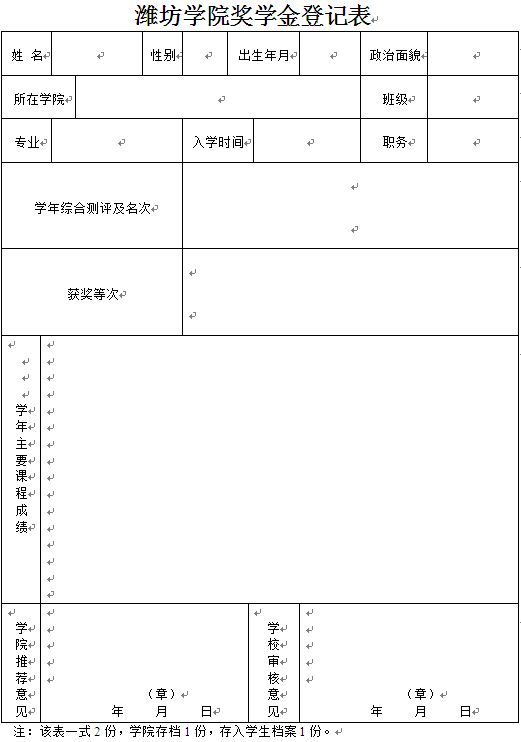 潍坊学院奖学金登记表
姓 名 性别 出生年月 政治面貌
所在学院 班级
专业 入学时间 职务
学年综合测评及名次
获奖等次
学年主要课程成绩
学院推荐意见
（章）
年 月 日
学校审核意见
（章）
年 月 日
注：该表一式 2 份，学院存档 1 份，存入学生档案 1 份。